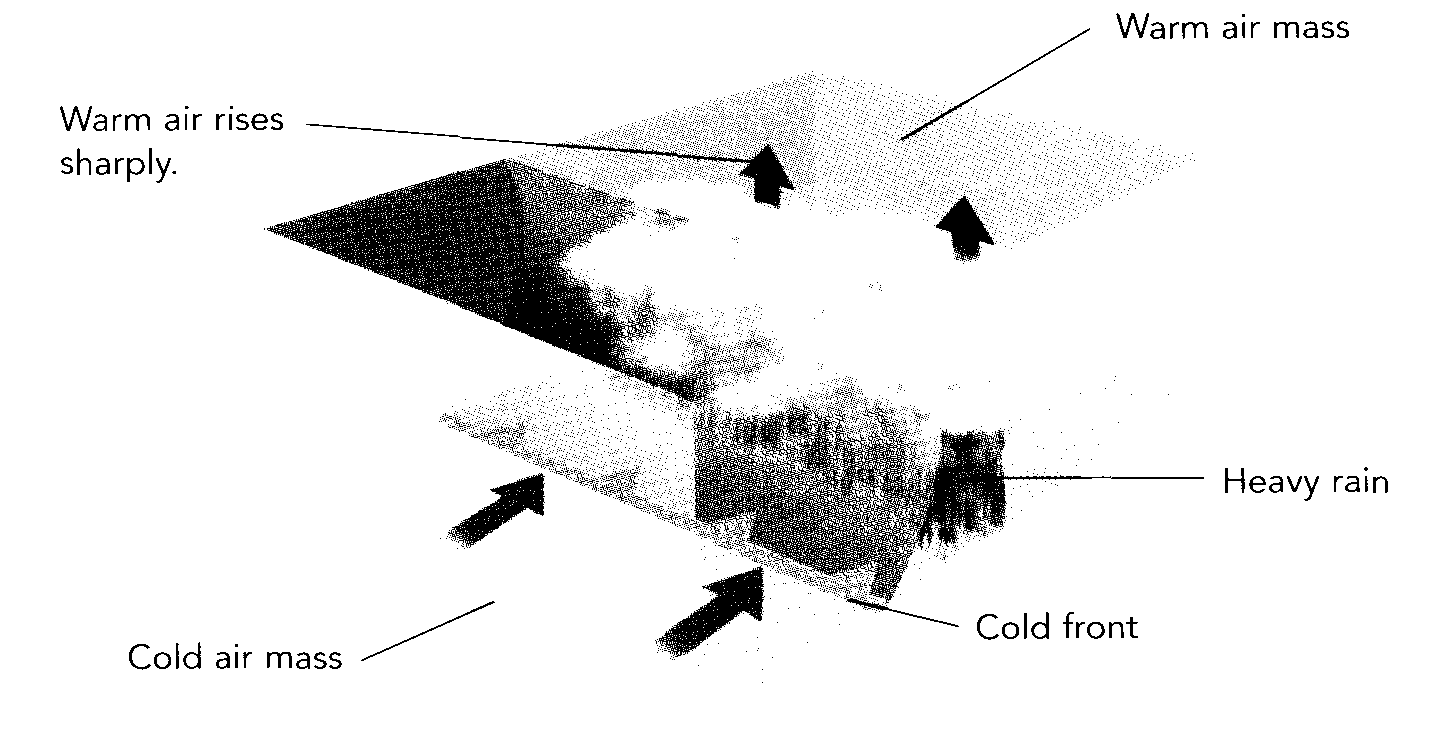 Warm air mass
Warm air rises
sharply.
Heavy rain
Cold front
Cold air mass